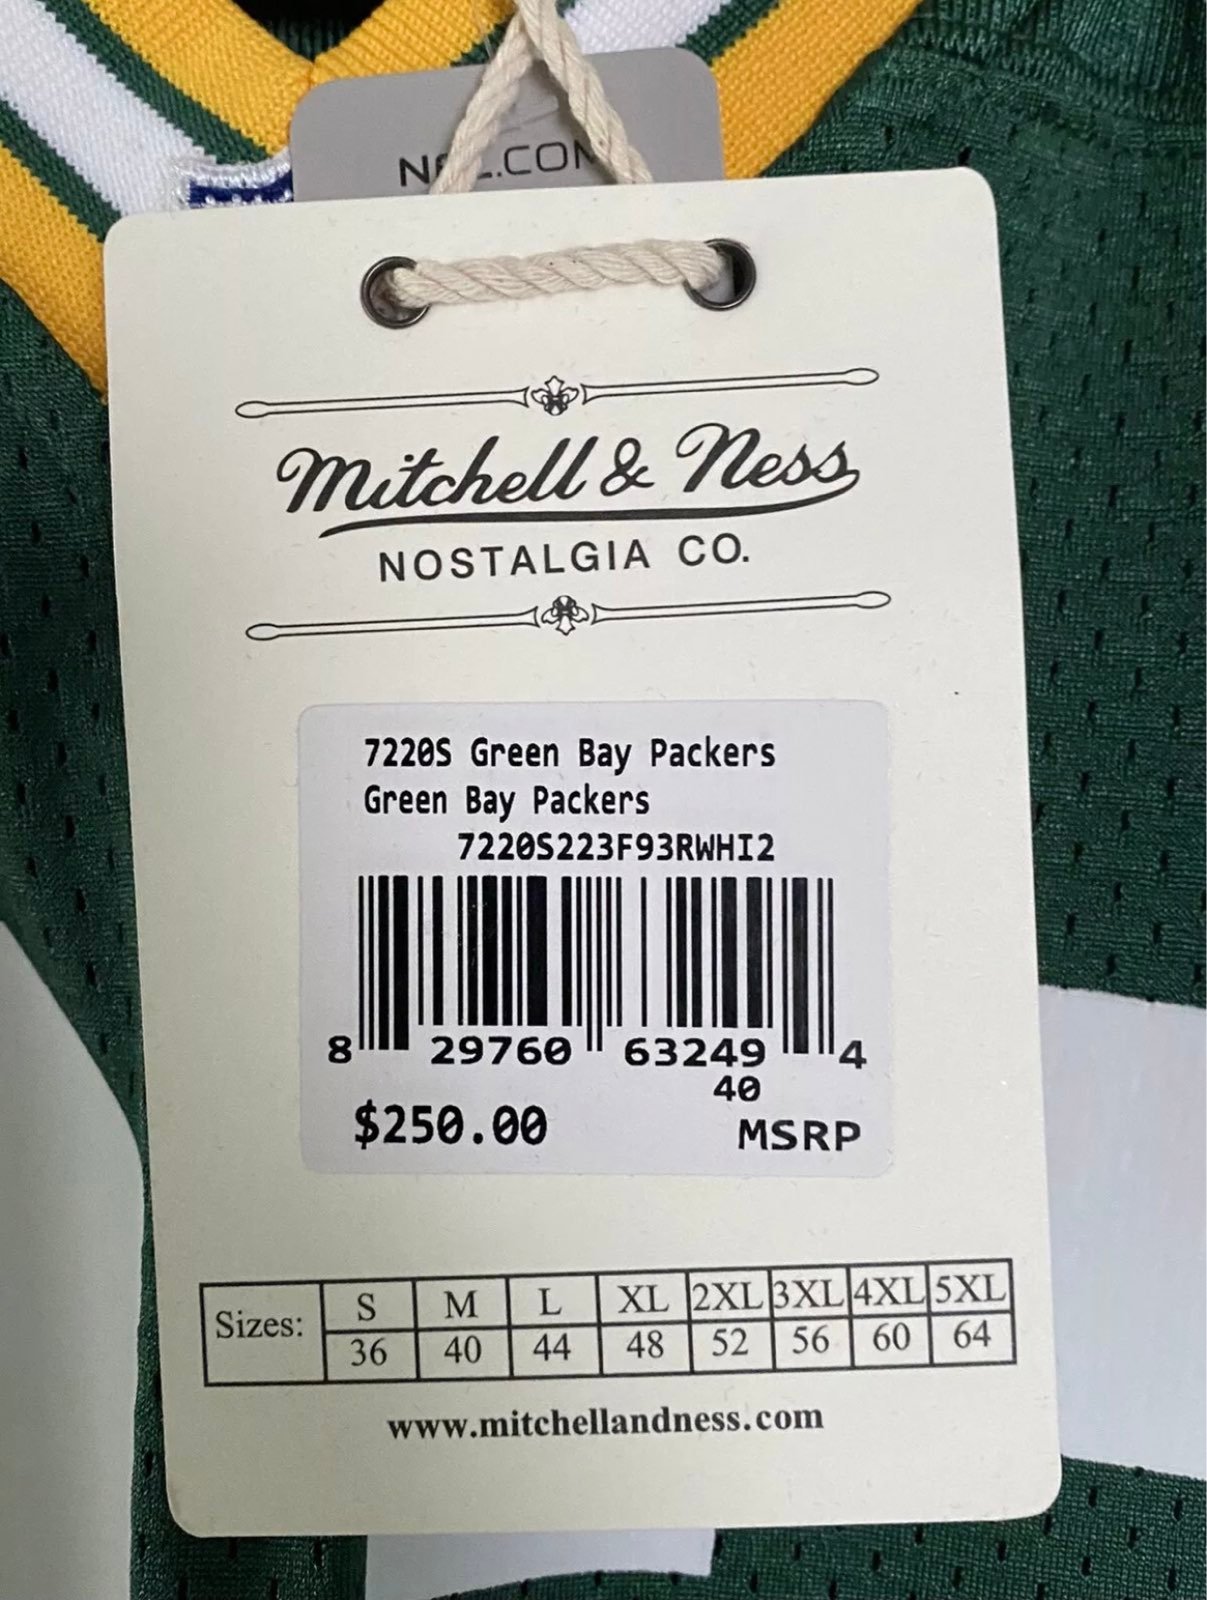 NFL.COM
Mitchell & Ness
NOSTALGIA CO.
7220S Green Bay Packers
Green Bay Packers
7220S223F93RWHI2
8 29760 63249 4
40
$250.00 MSRP
Sizes: S M L XL 2XL 3XL 4XL 5XL
36 40 44 48 52 56 60 64
www.mitchellandness.com